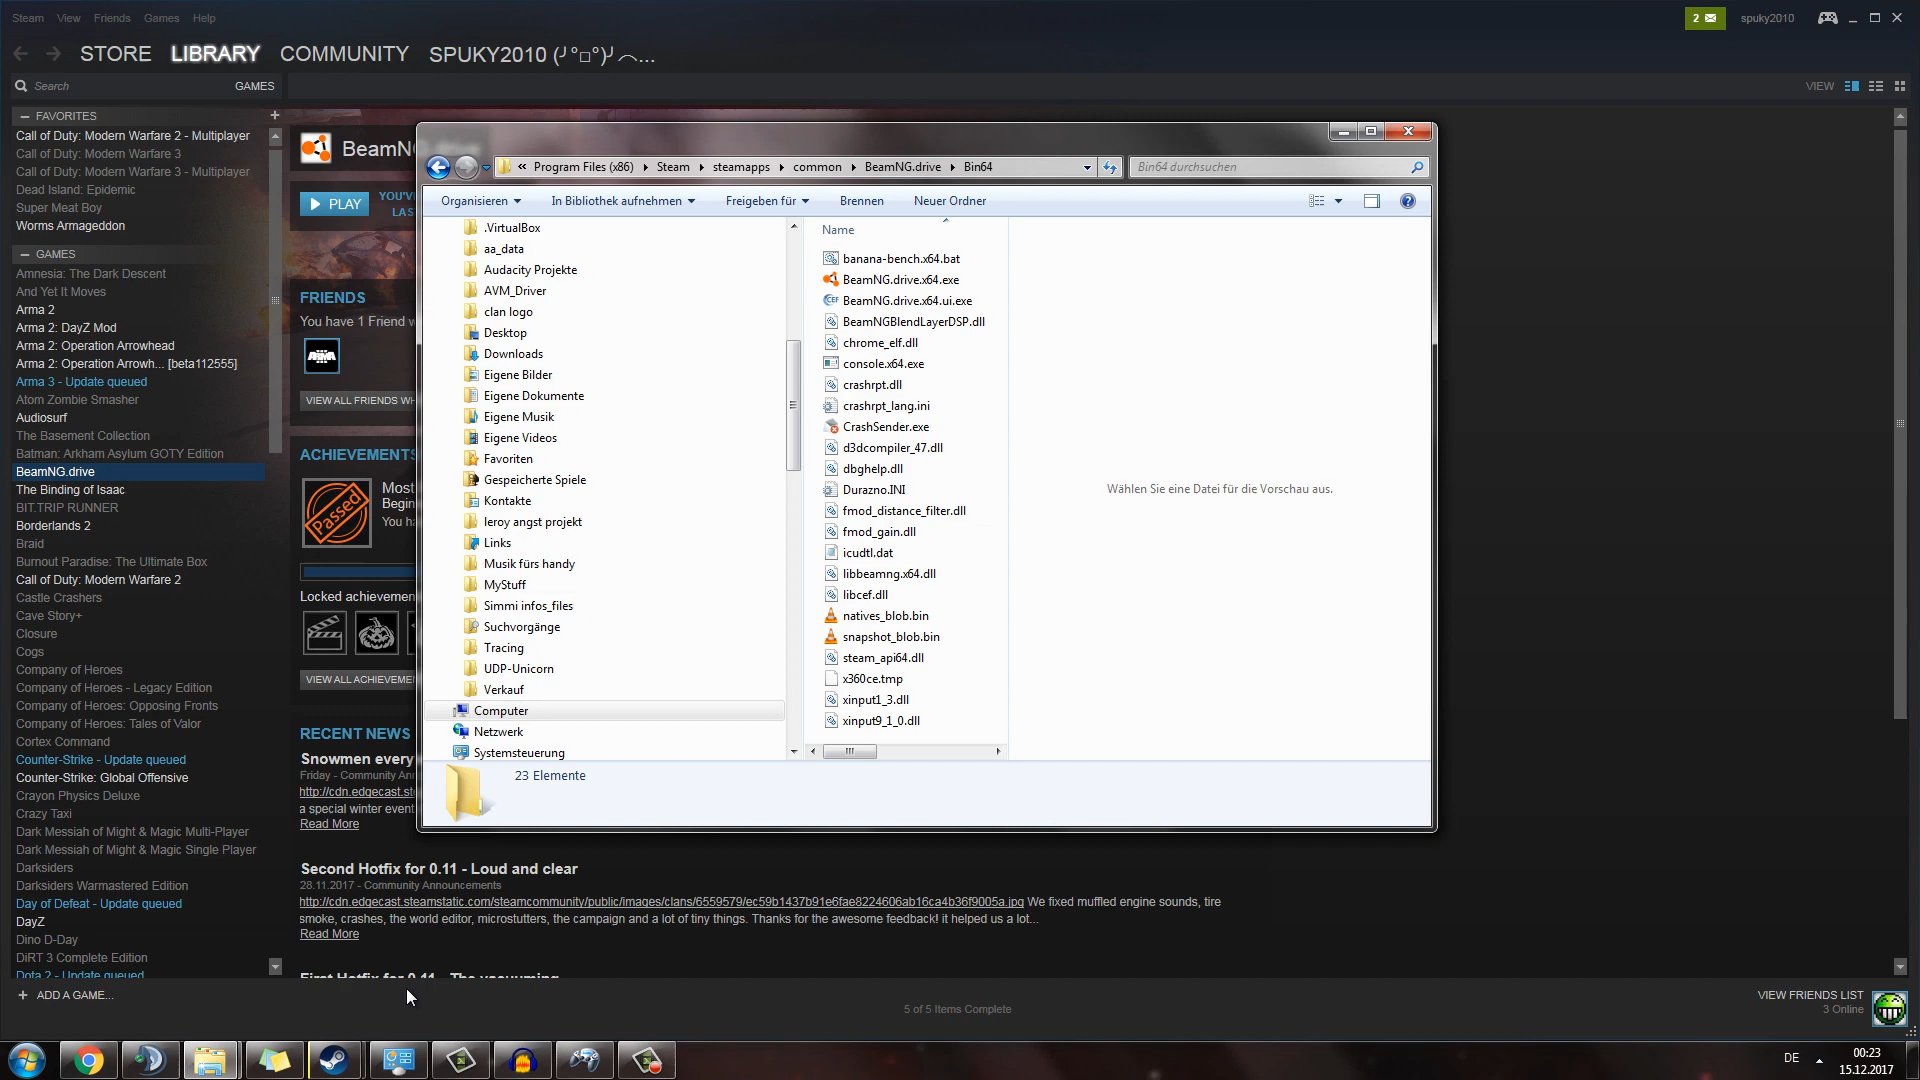 Steam View Friends Games Help
2 spuky2010
STORE LIBRARY COMMUNITY SPUKY2010 (╯°□°)╯︵...
Search GAMES VIEW
FAVORITES
Call of Duty: Modern Warfare 2 - Multiplayer
Call of Duty: Modern Warfare 3
Call of Duty: Modern Warfare 3 - Multiplayer
Dead Island: Epidemic
Super Meat Boy
Worms Armageddon
GAMES
Amnesia: The Dark Descent
And Yet It Moves
Arma 2
Arma 2: DayZ Mod
Arma 2: Operation Arrowhead
Arma 2: Operation Arrowh... [beta112555]
Arma 3 - Update queued
Atom Zombie Smasher
Audiosurf
The Basement Collection
Batman: Arkham Asylum GOTY Edition
BeamNG.drive
The Binding of Isaac
BIT.TRIP RUNNER
Borderlands 2
Braid
Burnout Paradise: The Ultimate Box
Call of Duty: Modern Warfare 2
Castle Crashers
Cave Story+
Closure
Cogs
Company of Heroes
Company of Heroes - Legacy Edition
Company of Heroes: Opposing Fronts
Company of Heroes: Tales of Valor
Cortex Command
Counter-Strike - Update queued
Counter-Strike: Global Offensive
Crayon Physics Deluxe
Crazy Taxi
Dark Messiah of Might & Magic Multi-Player
Dark Messiah of Might & Magic Single Player
Darksiders
Darksiders Warmastered Edition
Day of Defeat - Update queued
DayZ
Dino D-Day
DiRT 3 Complete Edition
Dota 2 - Update queued
ADD A GAME...
BeamN
PLAY
YOU'V
LAS
FRIENDS
You have 1 Friend w
ARMA
VIEW ALL FRIENDS WH
ACHIEVEMENTS
Passed
Most
Begin
You ha
Locked achievemen
VIEW ALL ACHIEVEME
RECENT NEWS
Snowmen every
Friday - Community Ann
http://cdn.edgecast.st
a special winter event
Read More
Second Hotfix for 0.11 - Loud and clear
28.11.2017 - Community Announcements
http://cdn.edgecast.steamstatic.com/steamcommunity/public/images/clans/6559579/ec59b1437b91e6fae8224606ab16ca4b36f9005a.jpg We fixed muffled engine sounds, tire
smoke, crashes, the world editor, microstutters, the campaign and a lot of tiny things. Thanks for the awesome feedback! it helped us a lot...
Read More
First Hotfix for 0.11 - The vacuuming
« Program Files (x86) Steam steamapps common BeamNG.drive Bin64
Bin64 durchsuchen
Organisieren In Bibliothek aufnehmen Freigeben für Brennen Neuer Ordner
.VirtualBox
aa_data
Audacity Projekte
AVM_Driver
clan logo
Desktop
Downloads
Eigene Bilder
Eigene Dokumente
Eigene Musik
Eigene Videos
Favoriten
Gespeicherte Spiele
Kontakte
leroy angst projekt
Links
Musik fürs handy
MyStuff
Simmi infos_files
Suchvorgänge
Tracing
UDP-Unicorn
Verkauf
Computer
Netzwerk
Systemsteuerung
Name
banana-bench.x64.bat
BeamNG.drive.x64.exe
CEF BeamNG.drive.x64.ui.exe
BeamNGBlendLayerDSP.dll
chrome_elf.dll
console.x64.exe
crashrpt.dll
crashrpt_lang.ini
CrashSender.exe
d3dcompiler_47.dll
dbghelp.dll
Durazno.INI
fmod_distance_filter.dll
fmod_gain.dll
icudtl.dat
libbeamng.x64.dll
libcef.dll
natives_blob.bin
snapshot_blob.bin
steam_api64.dll
x360ce.tmp
xinput1_3.dll
xinput9_1_0.dll
Wählen Sie eine Datei für die Vorschau aus.
23 Elemente
5 of 5 Items Complete
VIEW FRIENDS LIST
3 Online
DE
00:23
15.12.2017